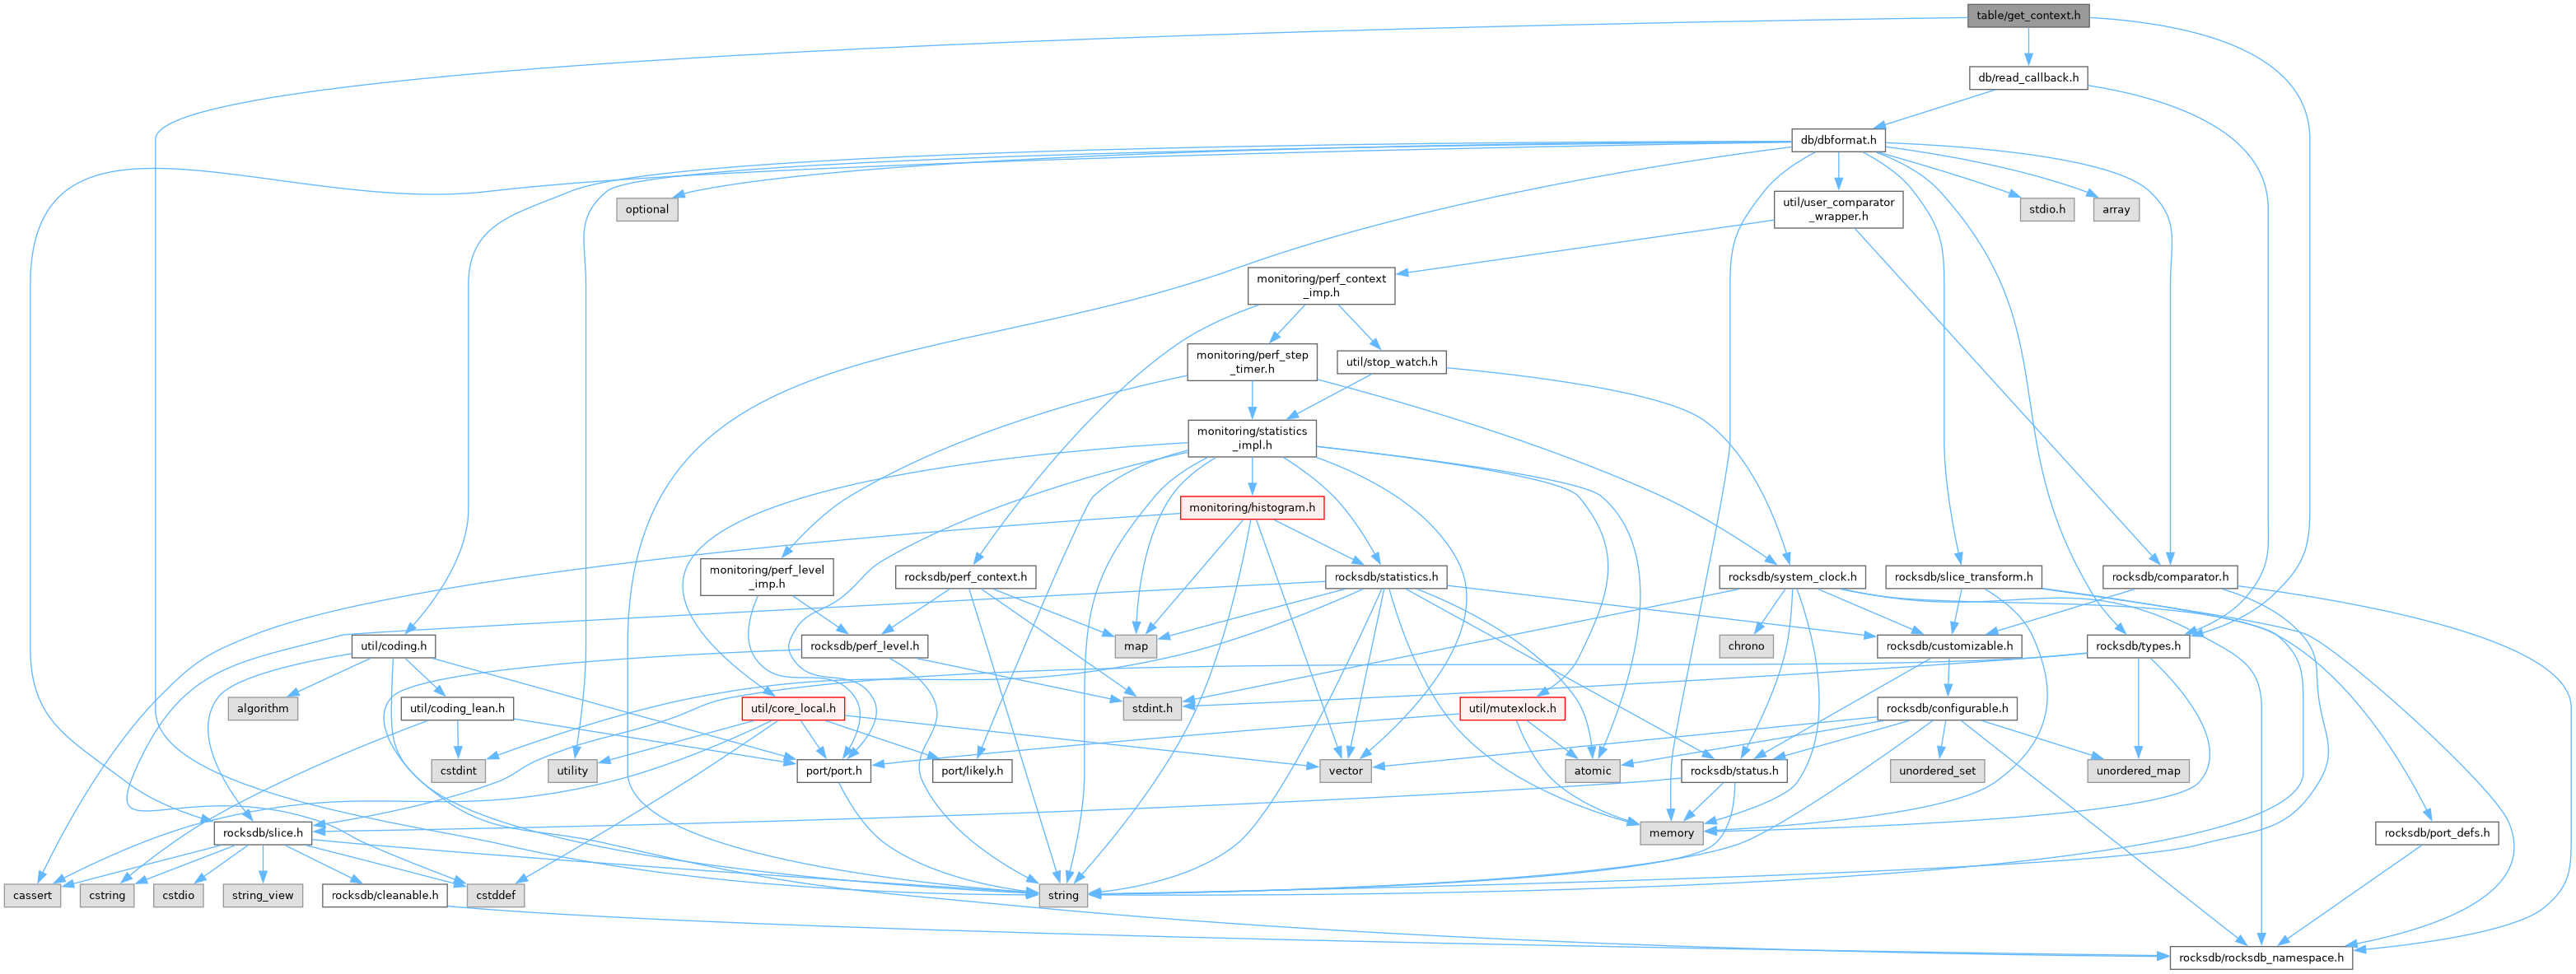 table/get_context.h
db/read_callback.h
db/dbformat.h
optional
util/user_comparator
_wrapper.h
stdio.h
array
monitoring/perf_context
_imp.h
monitoring/perf_step
_timer.h
util/stop_watch.h
monitoring/statistics
_impl.h
monitoring/histogram.h
monitoring/perf_level
_imp.h
rocksdb/perf_context.h
rocksdb/statistics.h
rocksdb/system_clock.h
rocksdb/slice_transform.h
rocksdb/comparator.h
util/coding.h
rocksdb/perf_level.h
map
chrono
rocksdb/customizable.h
rocksdb/types.h
algorithm
util/coding_lean.h
util/core_local.h
stdint.h
util/mutexlock.h
rocksdb/configurable.h
cstdint
utility
port/port.h
port/likely.h
vector
atomic
rocksdb/status.h
unordered_set
unordered_map
rocksdb/slice.h
memory
rocksdb/port_defs.h
cassert
cstring
cstdio
string_view
rocksdb/cleanable.h
cstddef
string
rocksdb/rocksdb_namespace.h